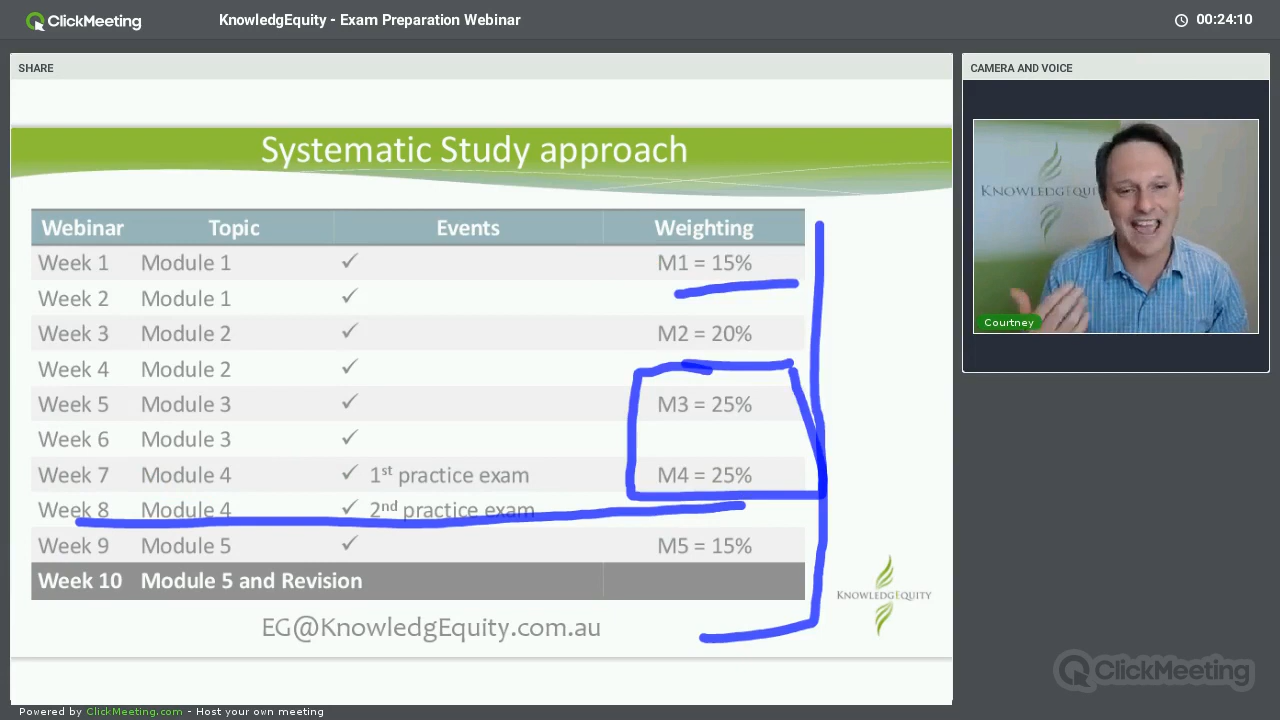 ClickMeeting
KnowledgEquity - Exam Preparation Webinar
00:24:10
SHARE
CAMERA AND VOICE
Systematic Study approach
Webinar Topic Events Weighting
Week 1 Module 1 ✓ M1 = 15%
Week 2 Module 1 ✓
Week 3 Module 2 ✓ M2 = 20%
Week 4 Module 2 ✓
Week 5 Module 3 ✓ M3 = 25%
Week 6 Module 3 ✓
Week 7 Module 4 ✓ 1st practice exam M4 = 25%
Week 8 Module 4 ✓ 2nd practice exam
Week 9 Module 5 ✓ M5 = 15%
Week 10 Module 5 and Revision
EG@KnowledgEquity.com.au
KNOWLEDGEQUITY
KNOWLEDGEQUITY
Courtney
ClickMeeting
Powered by ClickMeeting.com - Host your own meeting